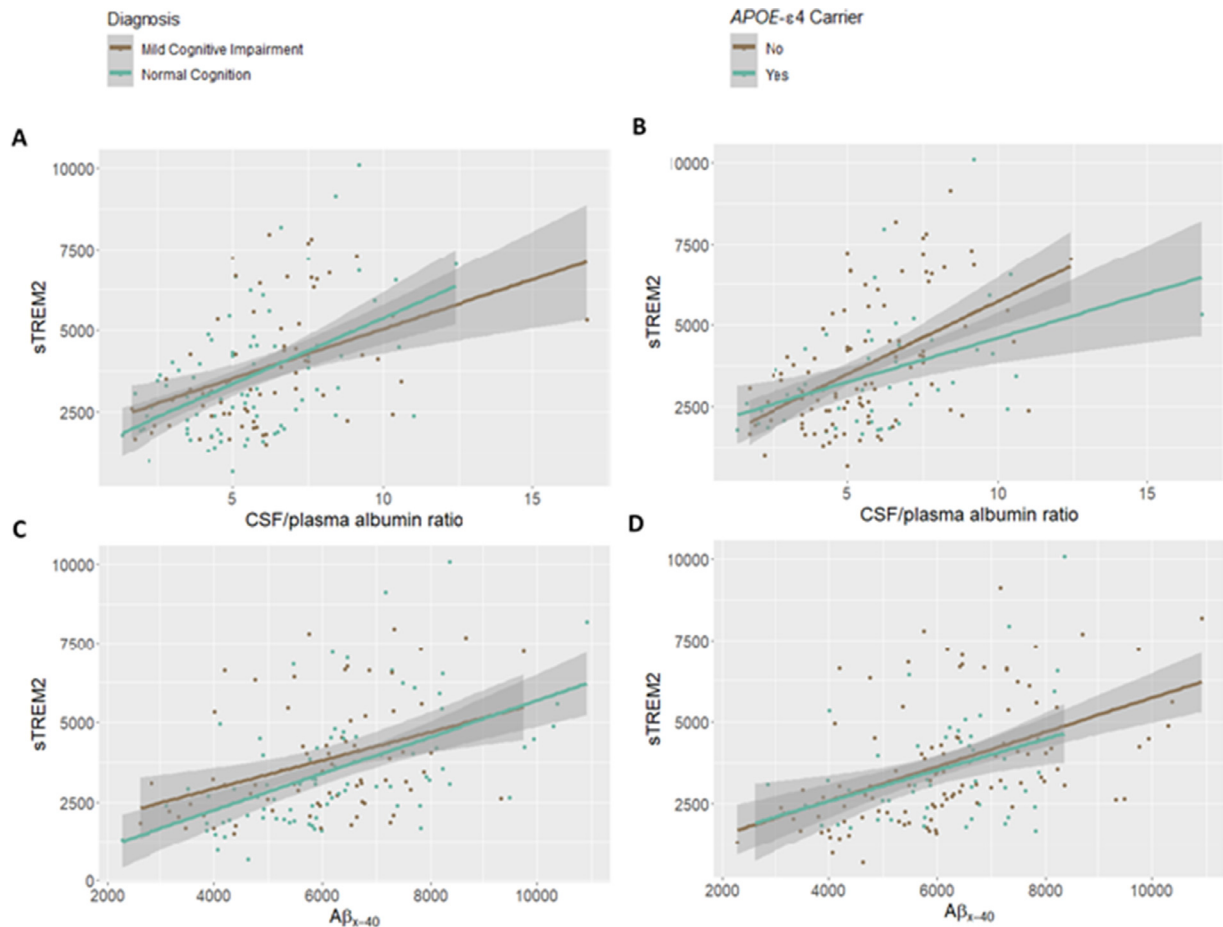 Diagnosis
Mild Cognitive Impairment
Normal Cognition
APOE-ε4 Carrier
No
Yes
A
10000
7500
5000
2500
sTREM2
5
10
15
CSF/plasma albumin ratio
B
0000
7500
5000
2500
sTREM2
5
10
15
CSF/plasma albumin ratio
C
10000
7500
5000
2500
0
sTREM2
2000
4000
6000
8000
10000
Aβx−40
D
10000
7500
5000
2500
sTREM2
2000
4000
6000
8000
10000
Aβx−40